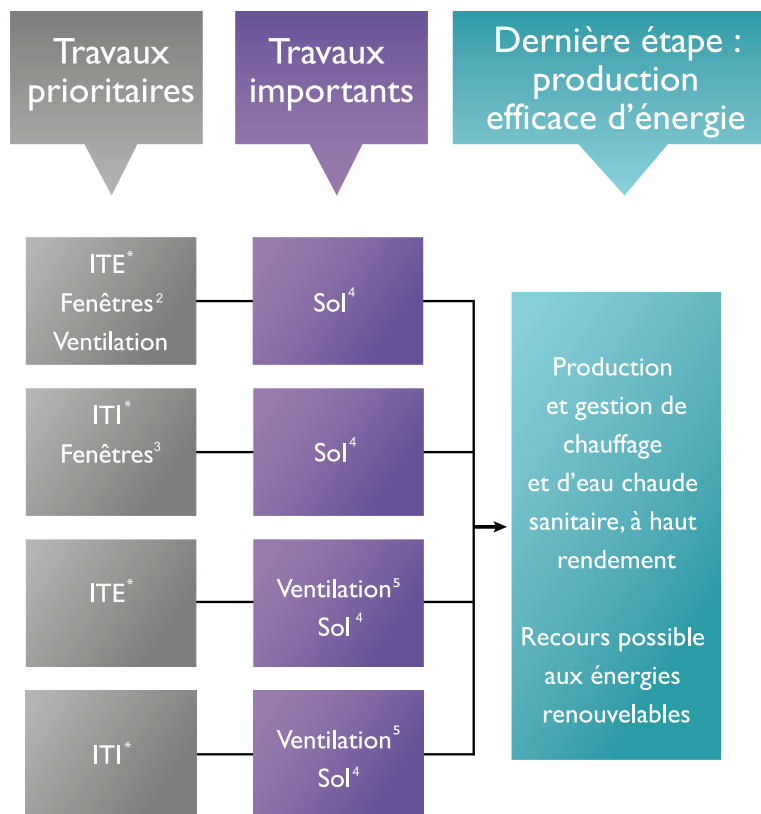 Travaux
prioritaires
Travaux
importants
Dernière étape :
production
efficace d'énergie
ITE*
Fenêtres²
Ventilation
Sol⁴
ITI*
Fenêtres³
Sol⁴
ITE*
Ventilation⁵
Sol⁴
ITI*
Ventilation⁵
Sol⁴
Production
et gestion de
chauffage
et d'eau chaude
sanitaire, à haut
rendement
Recours possible
aux énergies
renouvelables